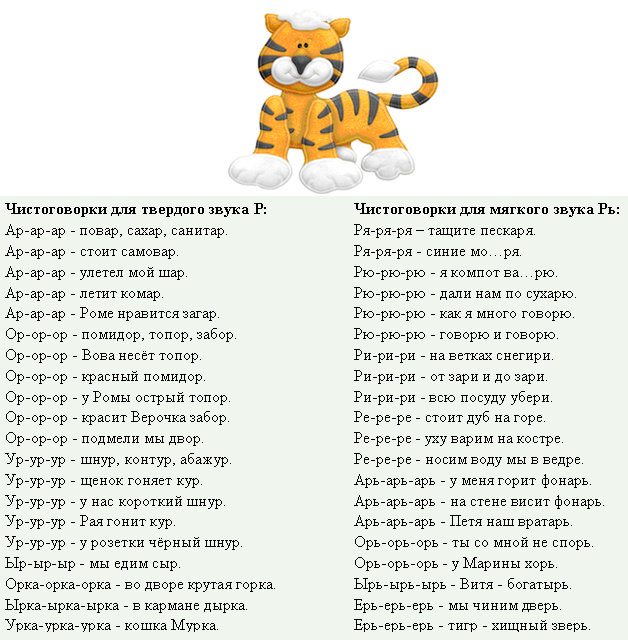 Чистоговорки для твердого звука Р:
Ар-ар-ар - повар, сахар, санитар.
Ар-ар-ар - стоит самовар.
Ар-ар-ар - улетел мой шар.
Ар-ар-ар - летит комар.
Ар-ар-ар - Роме нравится загар.
Ор-ор-ор - помидор, топор, забор.
Ор-ор-ор - Вова несёт топор.
Ор-ор-ор - красный помидор.
Ор-ор-ор - у Ромы острый топор.
Ор-ор-ор - красит Верочка забор.
Ор-ор-ор - подмели мы двор.
Ур-ур-ур - шнур, контур, абажур.
Ур-ур-ур - щенок гоняет кур.
Ур-ур-ур - у нас короткий шнур.
Ур-ур-ур - Рая гонит кур.
Ур-ур-ур - у розетки чёрный шнур.
Ыр-ыр-ыр - мы едим сыр.
Орка-орка-орка - во дворе крутая горка.
Ырка-ырка-ырка - в кармане дырка.
Урка-урка-урка - кошка Мурка.
Чистоговорки для мягкого звука Рь:
Ря-ря-ря – тащите пескаря.
Ря-ря-ря - синие мо…ря.
Рю-рю-рю - я компот ва…рю.
Рю-рю-рю - дали нам по сухарю.
Рю-рю-рю - как я много говорю.
Рю-рю-рю - говорю и говорю.
Ри-ри-ри - на ветках снегири.
Ри-ри-ри - от зари и до зари.
Ри-ри-ри - всю посуду убери.
Ре-ре-ре - стоит дуб на горе.
Ре-ре-ре - уху варим на костре.
Ре-ре-ре - носим воду мы в ведре.
Арь-арь-арь - у меня горит фонарь.
Арь-арь-арь - на стене висит фонарь.
Арь-арь-арь - Петя наш вратарь.
Орь-орь-орь - ты со мной не спорь.
Орь-орь-орь - у Марины хорь.
Ырь-ырь-ырь - Витя - богатырь.
Ерь-ерь-ерь - мы чиним дверь.
Ерь-ерь-ерь - тигр - хищный зверь.